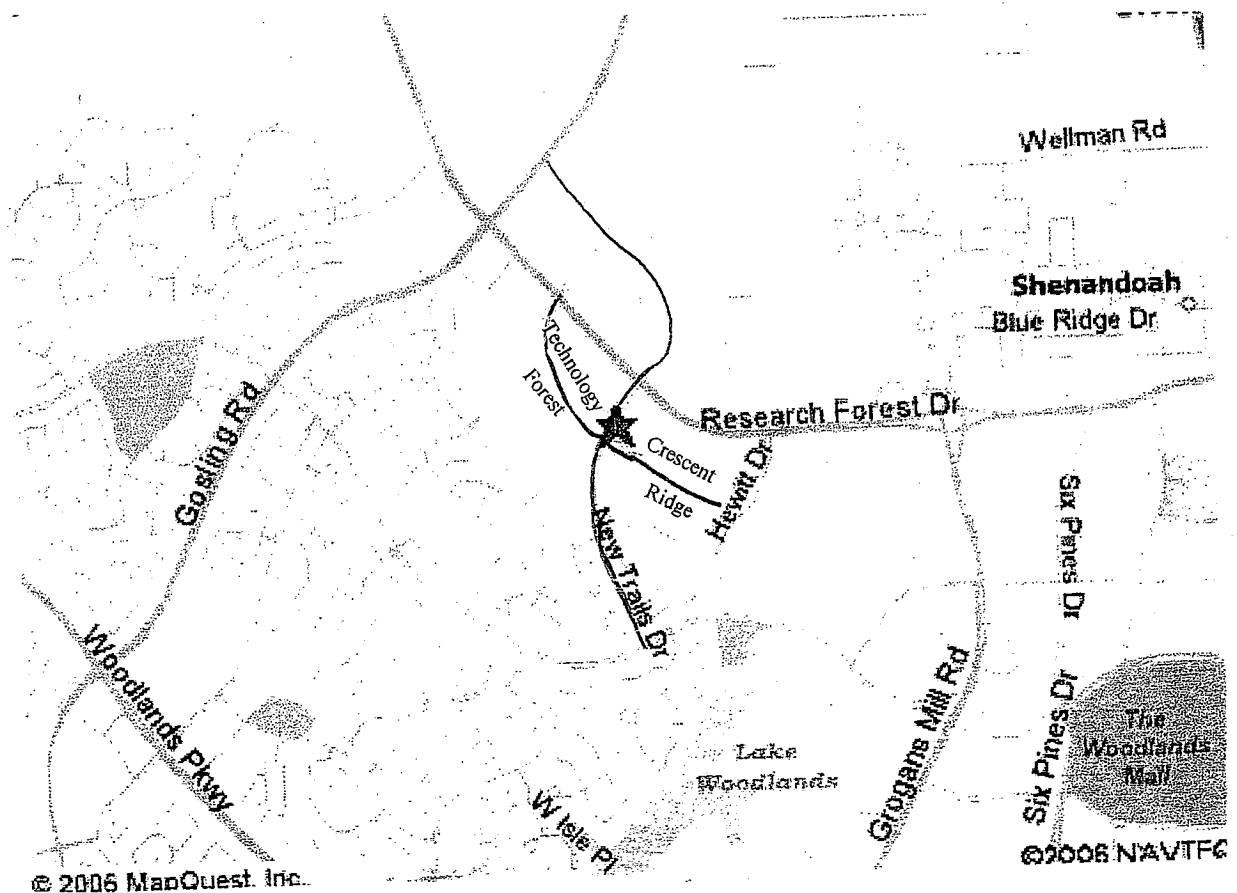 Wellman Rd
Shenandoah
Blue Ridge Dr
Technology
Forest
Gosling Rd
Research Forest Dr
Crescent
Ridge
Hewitt Dr
New Trails Dr
Six Pines Dr
Woodlands Pkwy
Grogans Mill Rd
Six Pines Dr
The
Woodlands
Mall
Lake
Woodlands
W Isle Pl
©2006 NAVTEQ
© 2006 MapQuest, Inc.